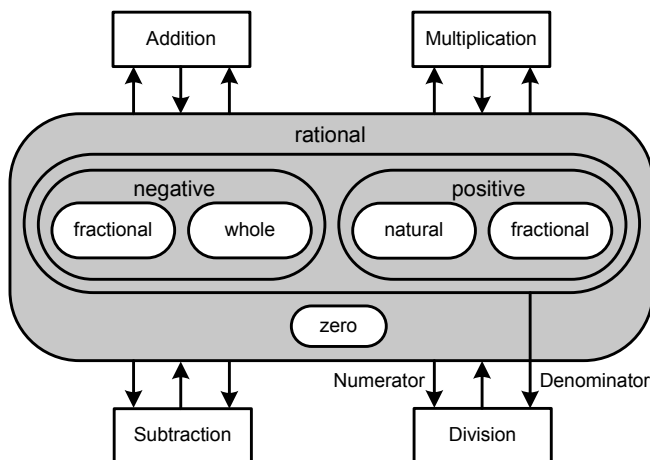 Addition
Multiplication
rational
negative
positive
fractional
whole
natural
fractional
zero
Numerator
Denominator
Subtraction
Division